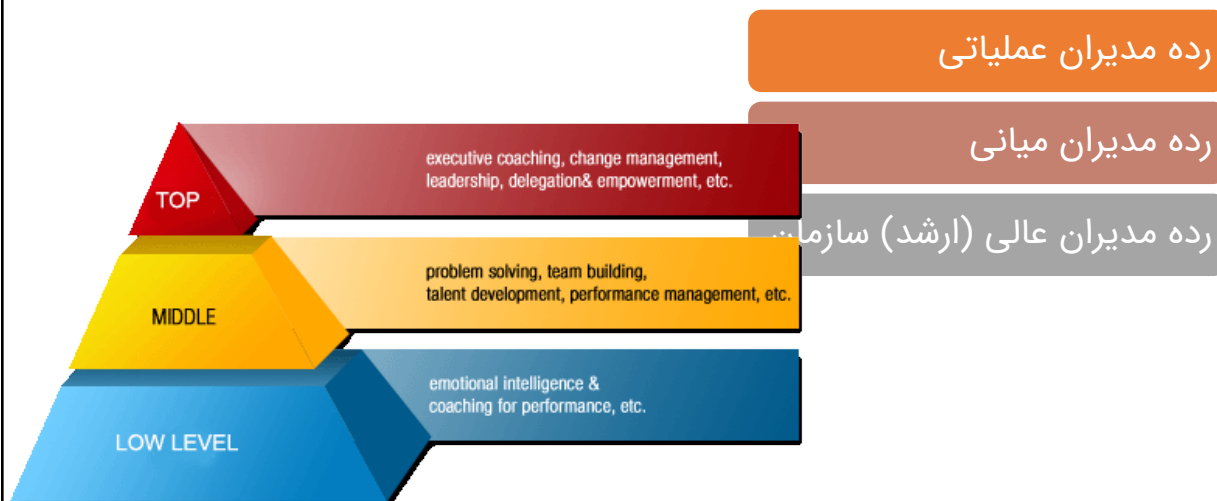 رده مدیران عملیاتی
رده مدیران میانی
رده مدیران عالی (ارشد) سازمان
TOP
executive coaching, change management,
leadership, delegation& empowerment, etc.
MIDDLE
problem solving, team building,
talent development, performance management, etc.
LOW LEVEL
emotional intelligence &
coaching for performance, etc.